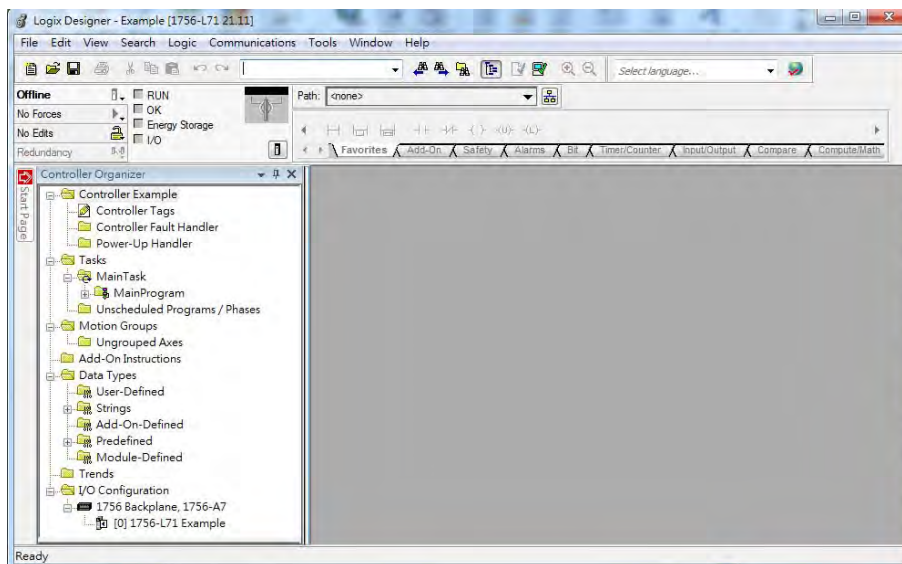 Logix Designer - Example [1756-L71 21.11]
File Edit View Search Logic Communications Tools Window Help
Select language...
Offline
RUN
Path: <none>
No Forces
OK
No Edits
Energy Storage
I/O
Redundancy
Favorites Add-On Safety Alarms Bit Timer/Counter Input/Output Compare Compute/Math
Start Page
Controller Organizer
Controller Example
Controller Tags
Controller Fault Handler
Power-Up Handler
Tasks
MainTask
MainProgram
Unscheduled Programs / Phases
Motion Groups
Ungrouped Axes
Add-On Instructions
Data Types
User-Defined
Strings
Add-On-Defined
Predefined
Module-Defined
Trends
I/O Configuration
1756 Backplane, 1756-A7
[0] 1756-L71 Example
Ready